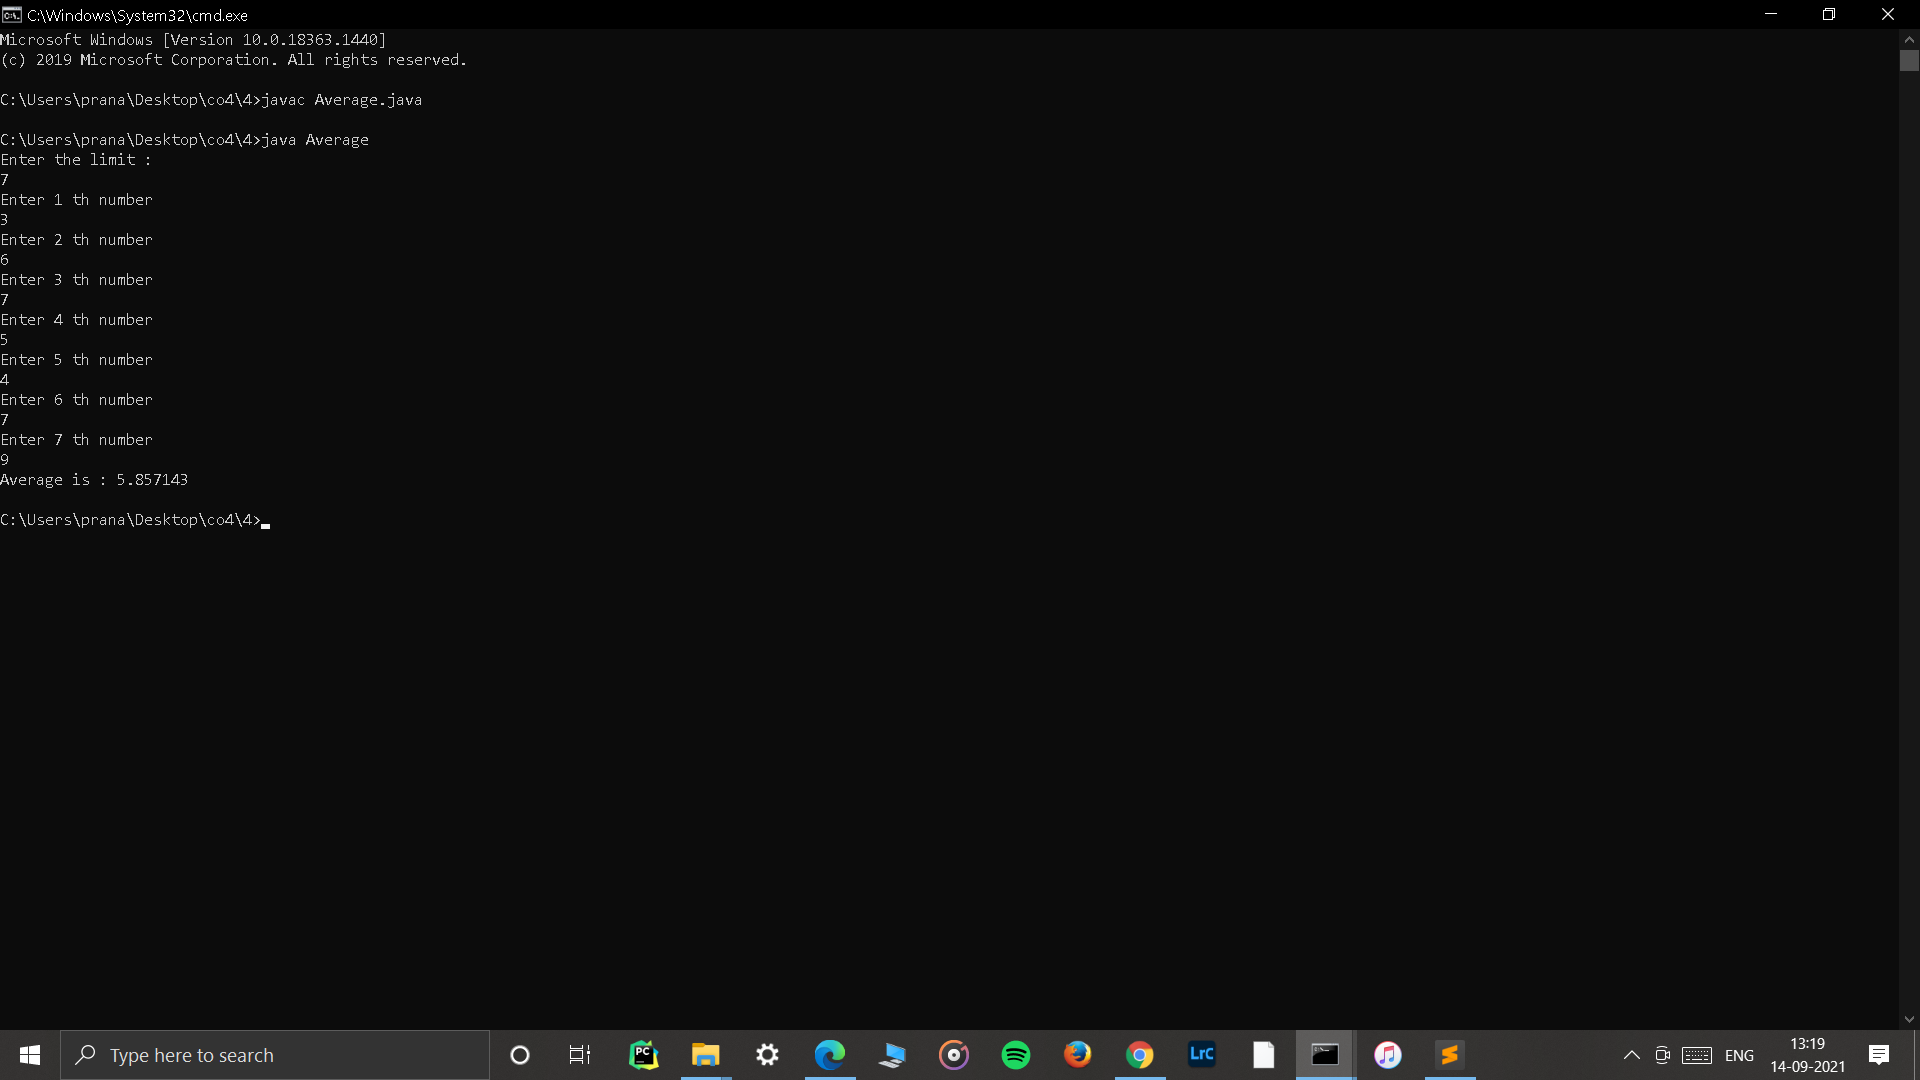 C:\Windows\System32\cmd.exe
Microsoft Windows [Version 10.0.18363.1440]
(c) 2019 Microsoft Corporation. All rights reserved.
C:\Users\prana\Desktop\co4\4>javac Average.java
C:\Users\prana\Desktop\co4\4>java Average
Enter the limit :
7
Enter 1 th number
3
Enter 2 th number
6
Enter 3 th number
7
Enter 4 th number
5
Enter 5 th number
4
Enter 6 th number
7
Enter 7 th number
9
Average is : 5.857143
C:\Users\prana\Desktop\co4\4>
Type here to search
PC
LrC
ENG
13:19
14-09-2021